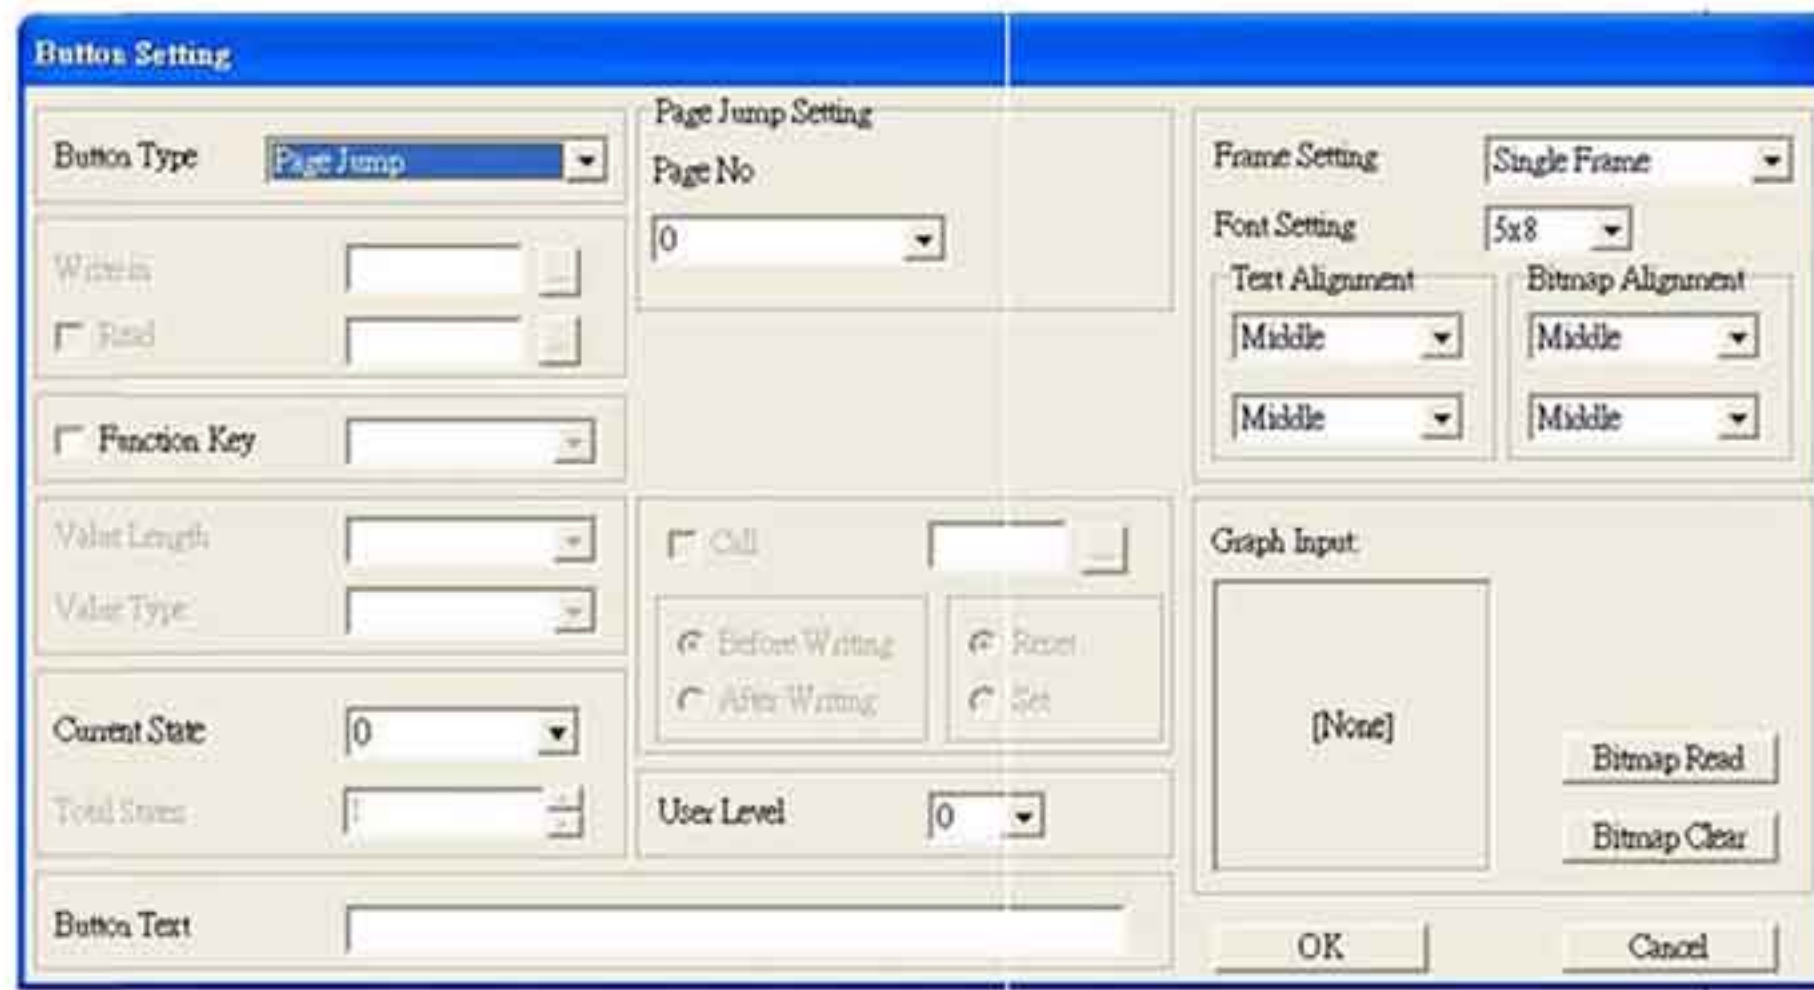 Button Setting
Button Type
Page Jump
Write in
Read
Function Key
Value Length
Value Type
Current State
0
Total States
1
Button Text
Page Jump Setting
Page No
0
Call
Before Writing
After Writing
Reset
Set
User Level
0
Frame Setting
Single Frame
Font Setting
5x8
Text Alignment
Middle
Middle
Bitmap Alignment
Middle
Middle
Graph Input
[None]
Bitmap Read
Bitmap Clear
OK
Cancel